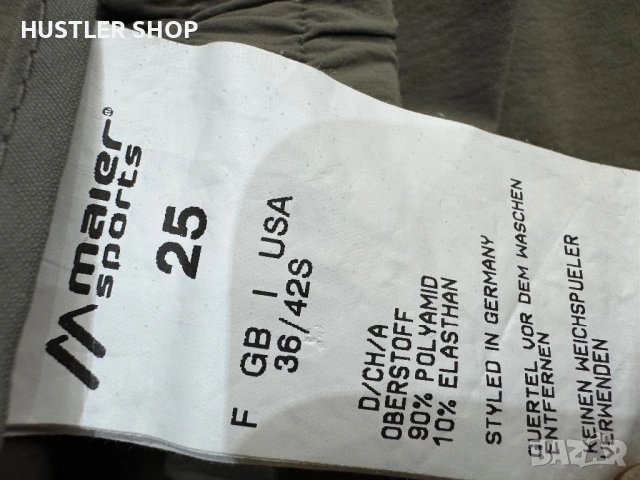 HUSTLER SHOP
maier®
sports
25
F GB I USA
36/42S
D/CH/A
OBERSTOFF
90% POLYAMID
10% ELASTHAN
STYLED IN GERMANY
GUERTEL VOR DEM WASCHEN
ENTFERNEN
KEINEN WEICHSPUELER
VERWENDEN
BAZAR